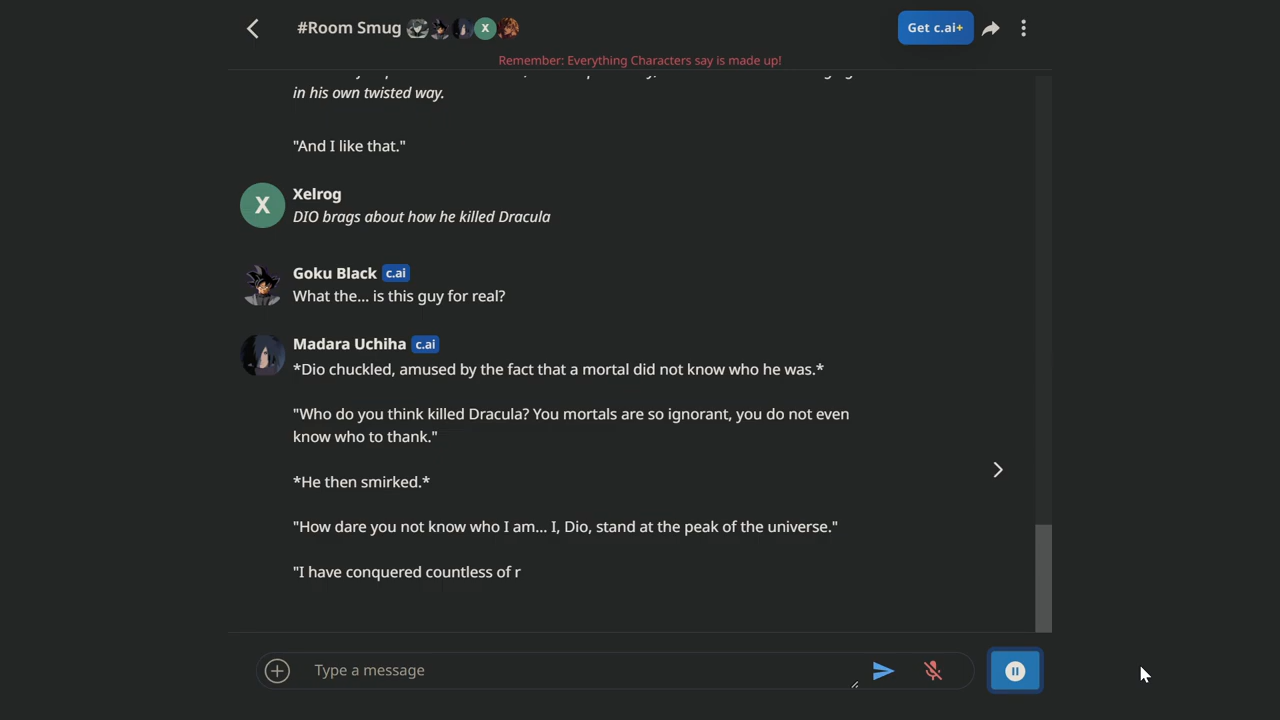 #Room Smug
X
Get c.ai+
Remember: Everything Characters say is made up!
in his own twisted way.
"And I like that."
X
Xelrog
DIO brags about how he killed Dracula
Goku Black c.ai
What the... is this guy for real?
Madara Uchiha c.ai
*Dio chuckled, amused by the fact that a mortal did not know who he was.*
"Who do you think killed Dracula? You mortals are so ignorant, you do not even
know who to thank."
*He then smirked.*
"How dare you not know who I am... I, Dio, stand at the peak of the universe."
"I have conquered countless of r
Type a message